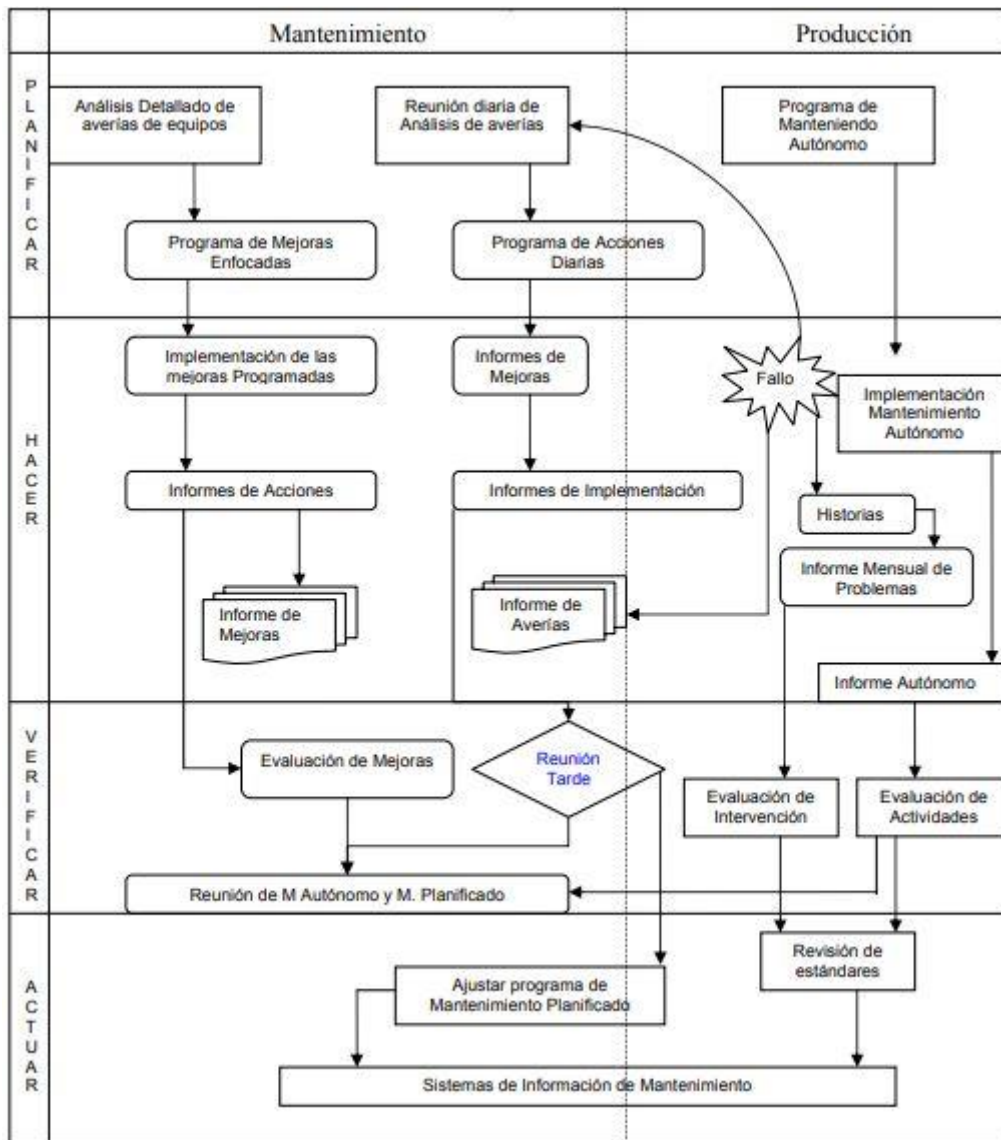 Mantenimiento
Producción
P
L
A
N
I
F
I
C
A
R
Análisis Detallado de
averías de equipos
Reunión diaria de
Análisis de averías
Programa de
Manteniendo
Autónomo
Programa de Mejoras
Enfocadas
Programa de Acciones
Diarias
H
A
C
E
R
Implementación de las
mejoras Programadas
Informes de
Mejoras
Fallo
Implementación
Mantenimiento
Autónomo
Informes de Acciones
Informes de Implementación
Historias
Informe Mensual de
Problemas
Informe de
Mejoras
Informe de
Averías
Informe Autónomo
V
E
R
I
F
I
C
A
R
Evaluación de Mejoras
Reunión
Tarde
Evaluación de
Intervención
Evaluación de
Actividades
Reunión de M Autónomo y M. Planificado
A
C
T
U
A
R
Revisión de
estándares
Ajustar programa de
Mantenimiento Planificado
Sistemas de Información de Mantenimiento